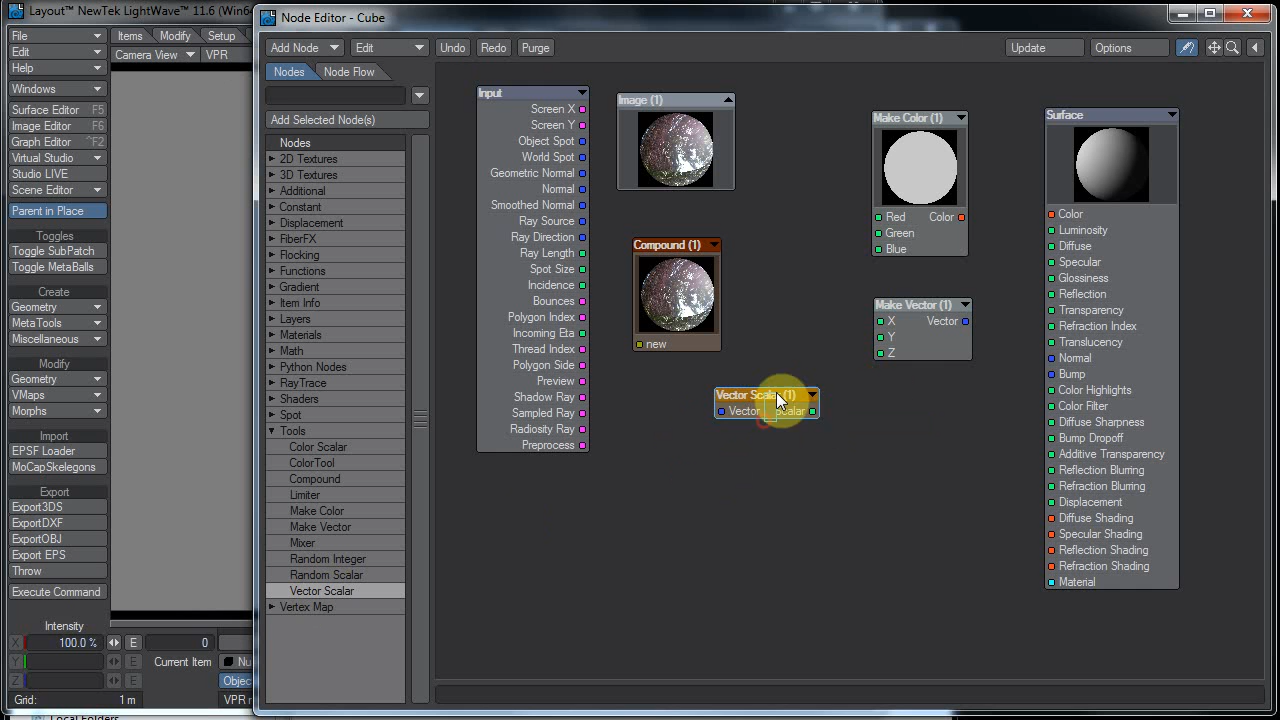 Layout™ NewTek LightWave™ 11.6 (Win64
Items Modify Setup
File
Edit
Help
Camera View VPR
Windows
Surface Editor F5
Image Editor F6
Graph Editor ^F2
Virtual Studio
Studio LIVE
Scene Editor
Parent in Place
Toggles
Toggle SubPatch
Toggle MetaBalls
Create
Geometry
MetaTools
Miscellaneous
Modify
Geometry
VMaps
Morphs
Import
EPSF Loader
MoCapSkelegons
Export
Export3DS
ExportDXF
ExportOBJ
Export EPS
Throw
Execute Command
Intensity
X 100.0 % E 0
Y E Current Item Nu
Z E Objec
Grid: 1 m VPR r
Local Folders
Node Editor - Cube
Add Node Edit Undo Redo Purge Update Options
Nodes Node Flow
Add Selected Node(s)
Nodes
2D Textures
3D Textures
Additional
Constant
Displacement
FiberFX
Flocking
Functions
Gradient
Item Info
Layers
Materials
Math
Python Nodes
RayTrace
Shaders
Spot
Tools
Color Scalar
ColorTool
Compound
Limiter
Make Color
Make Vector
Mixer
Random Integer
Random Scalar
Vector Scalar
Vertex Map
Input
Screen X
Screen Y
Object Spot
World Spot
Geometric Normal
Normal
Smoothed Normal
Ray Source
Ray Direction
Ray Length
Spot Size
Incidence
Bounces
Polygon Index
Incoming Eta
Thread Index
Polygon Side
Preview
Shadow Ray
Sampled Ray
Radiosity Ray
Preprocess
Image (1)
Compound (1)
new
Vector Scalar (1)
Vector Scalar
Make Color (1)
Red Color
Green
Blue
Make Vector (1)
X Vector
Y
Z
Surface
Color
Luminosity
Diffuse
Specular
Glossiness
Reflection
Transparency
Refraction Index
Translucency
Normal
Bump
Color Highlights
Color Filter
Diffuse Sharpness
Bump Dropoff
Additive Transparency
Reflection Blurring
Refraction Blurring
Displacement
Diffuse Shading
Specular Shading
Reflection Shading
Refraction Shading
Material